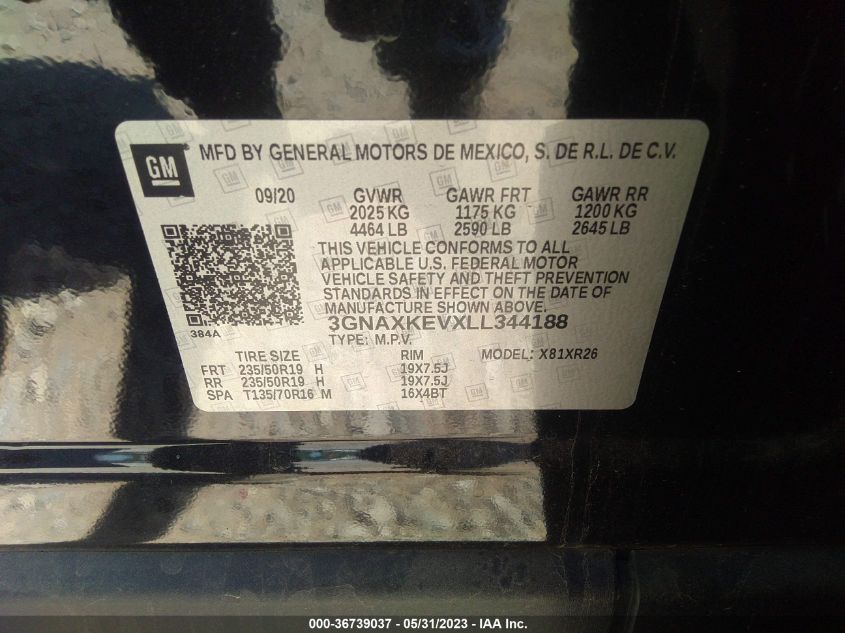 GM MFD BY GENERAL MOTORS DE MEXICO, S. DE R.L. DE C.V.
09/20 GVWR GAWR FRT GAWR RR
2025 KG 1175 KG 1200 KG
4464 LB 2590 LB 2645 LB
THIS VEHICLE CONFORMS TO ALL
APPLICABLE U.S. FEDERAL MOTOR
VEHICLE SAFETY AND THEFT PREVENTION
STANDARDS IN EFFECT ON THE DATE OF
MANUFACTURE SHOWN ABOVE.
384A 3GNAXKEVXLL344188
TYPE: M.P.V.
TIRE SIZE RIM MODEL: X81XR26
FRT 235/50R19 H 19X7.5J
RR 235/50R19 H 19X7.5J
SPA T135/70R16 M 16X4BT
000-36739037 - 05/31/2023 - IAA Inc.